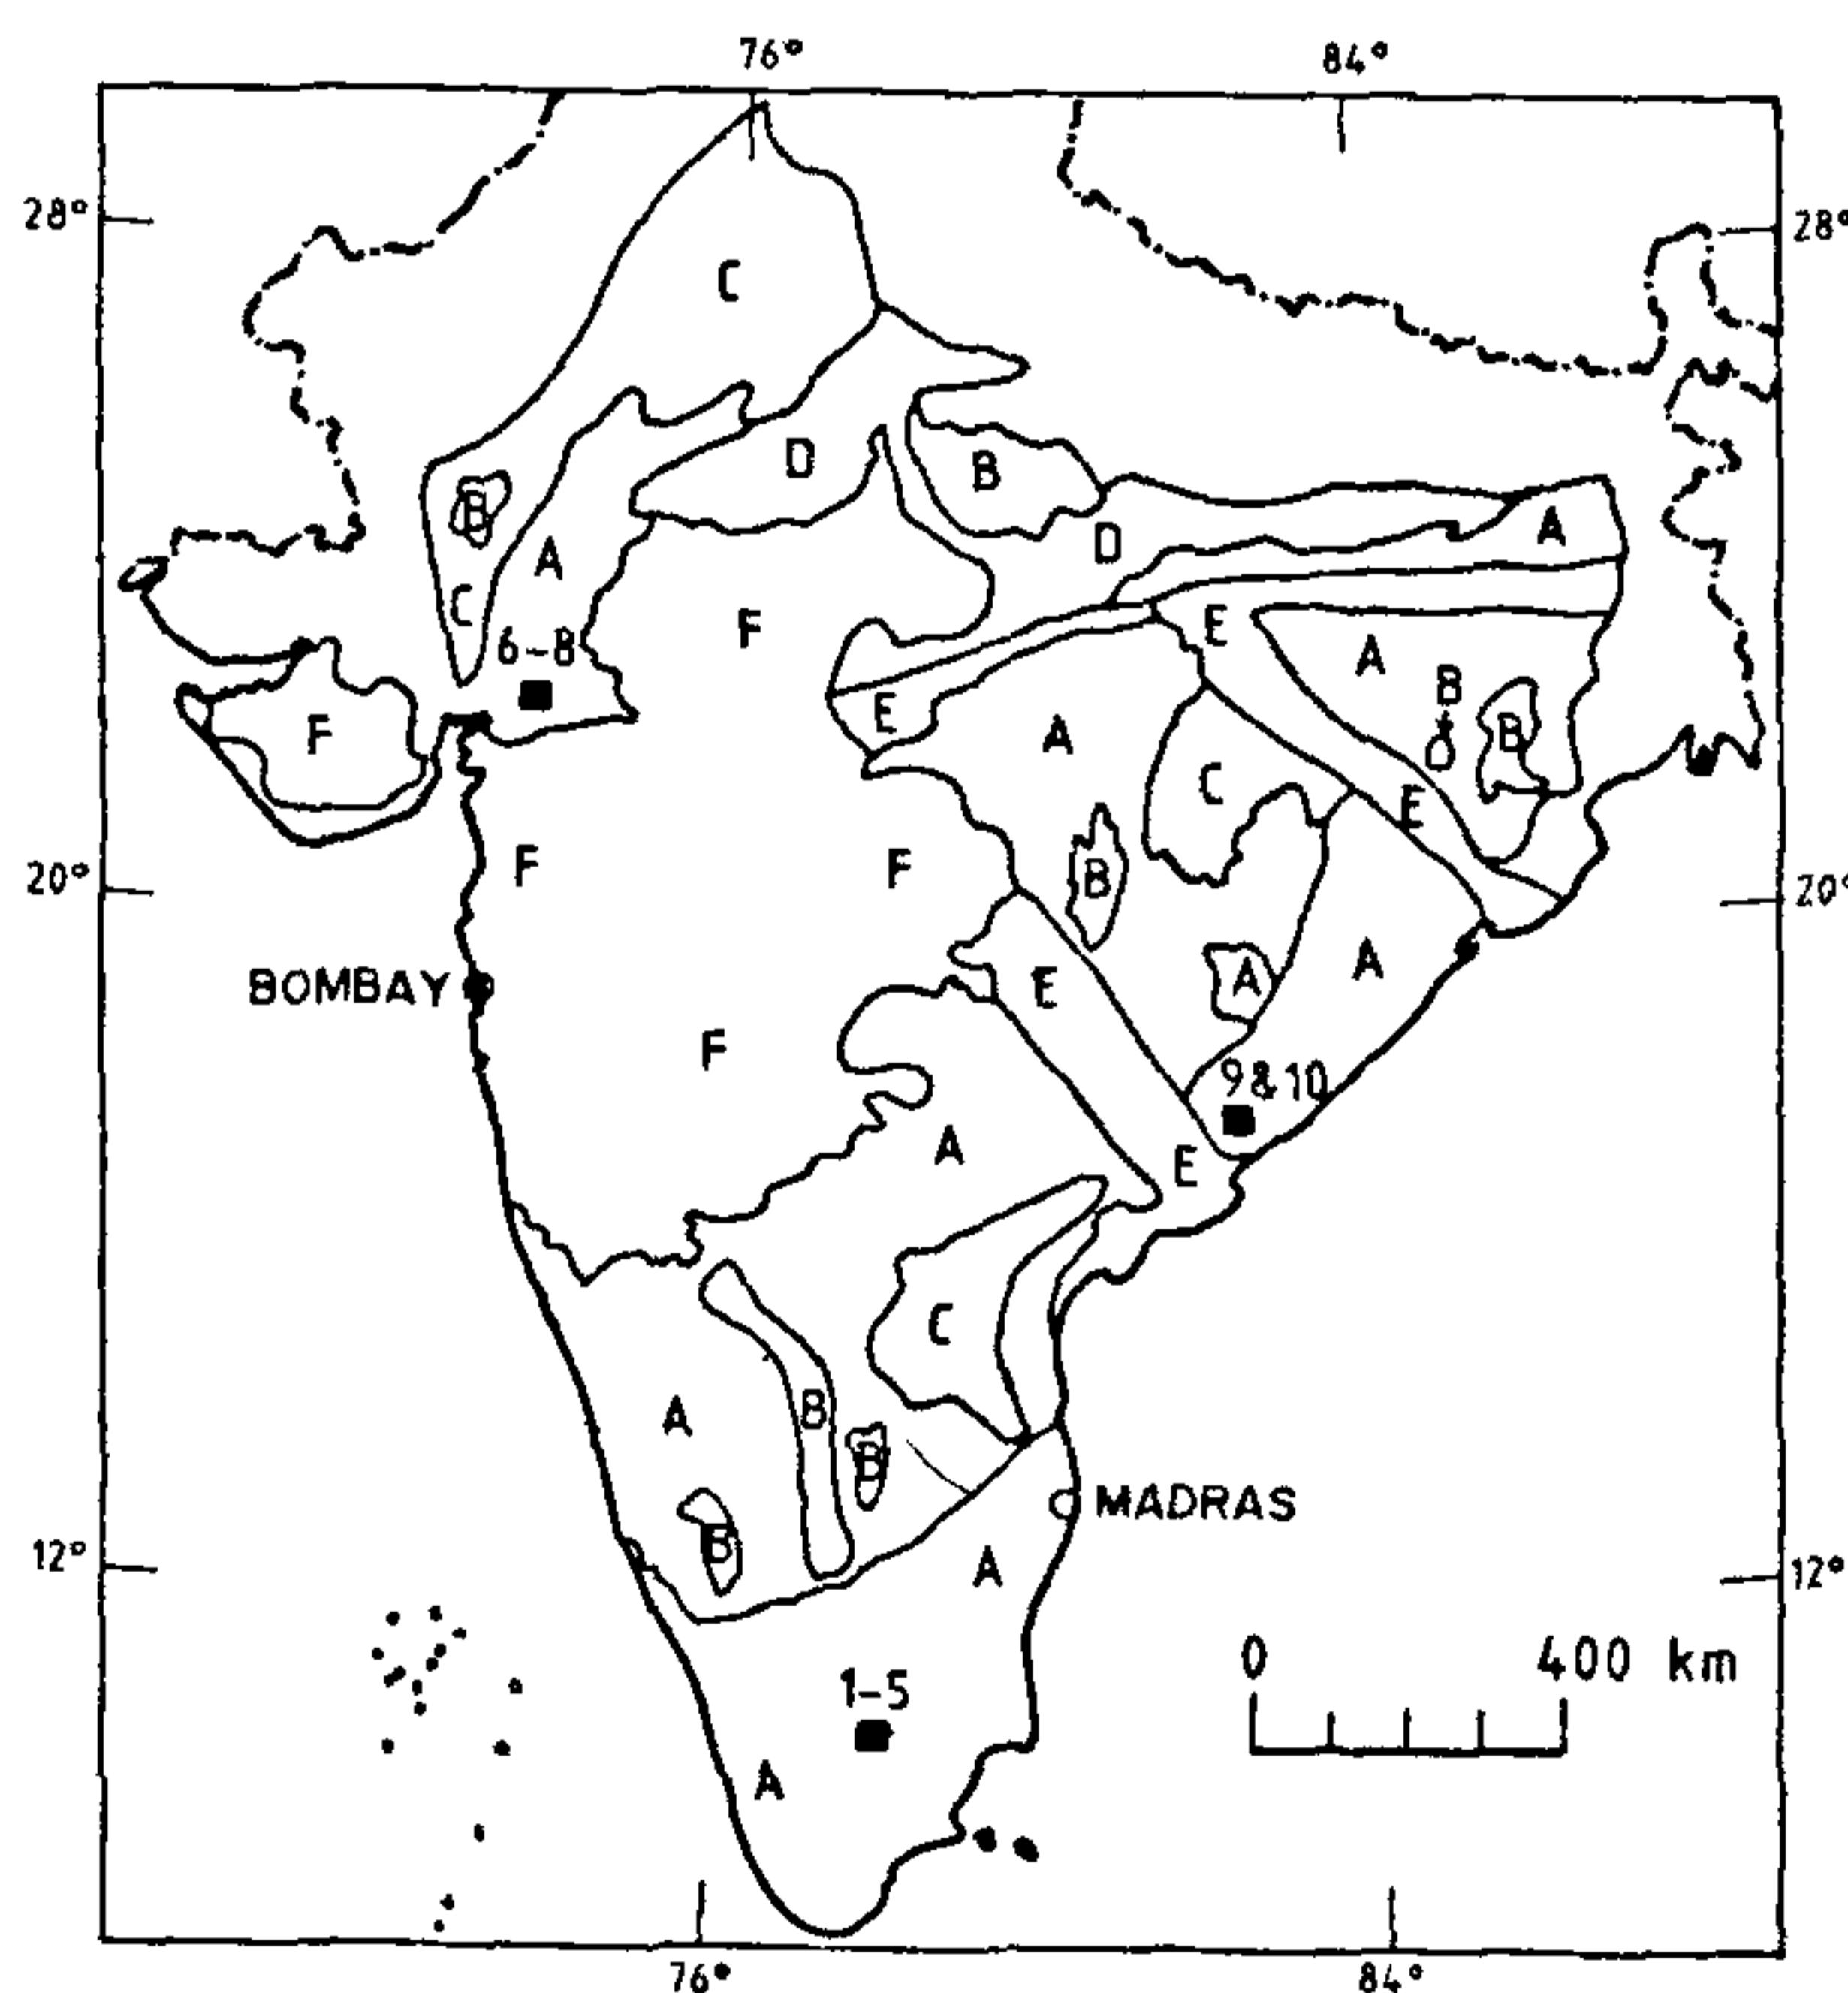 76° 84°
28° 28°
C
D B
B A
A D
C F E A
6-8 B
F E A B
C E
F F B
20° 20°
BOMBAY E A A
F
9&10
A E
C
A B B
MADRAS
B A
12° 12°
0 400 km
1-5
A
76° 84°